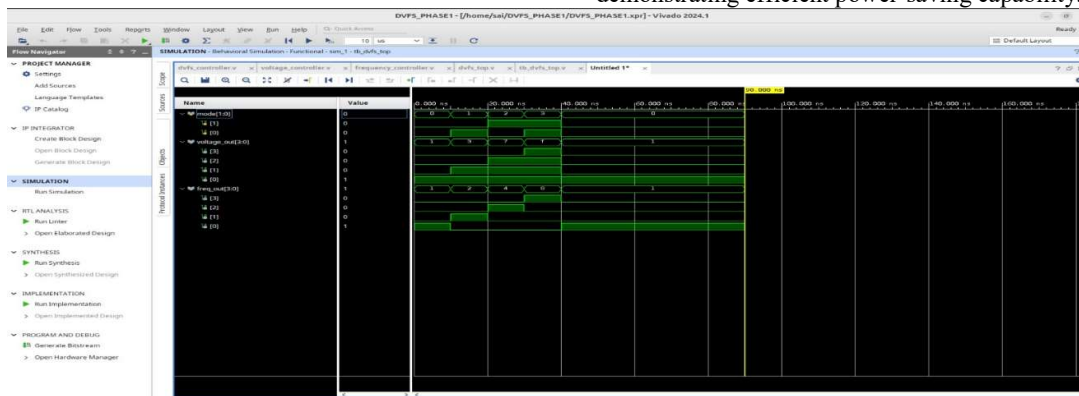 demonstrating efficient power saving capability.
DVFS_PHASE1 - [/home/sai/DVFS_PHASE1/DVFS_PHASE1.xpr] - Vivado 2024.1
File Edit Flow Tools Reports Window Layout View Run Help Quick Access
Ready
10 us
Default Layout
Flow Navigator
SIMULATION - Behavioral Simulation - Functional - sim_1 - tb_dvfs_top
PROJECT MANAGER
Settings
Add Sources
Language Templates
IP Catalog
IP INTEGRATOR
Create Block Design
Open Block Design
Generate Block Design
SIMULATION
Run Simulation
RTL ANALYSIS
Run Linter
Open Elaborated Design
SYNTHESIS
Run Synthesis
Open Synthesized Design
IMPLEMENTATION
Run Implementation
Open Implemented Design
PROGRAM AND DEBUG
Generate Bitstream
Open Hardware Manager
Scope
Sources
Objects
Protocol Instances
dvfs_controller.v voltage_controller.v frequency_controller.v dvfs_top.v tb_dvfs_top.v Untitled 1*
90.000 ns
Name Value 0.000 ns 20.000 ns 40.000 ns 60.000 ns 80.000 ns 100.000 ns 120.000 ns 140.000 ns 160.000 ns
mode[1:0] 0 0 1 2 3 0
[1] 0
[0] 0
voltage_out[3:0] 1 1 3 7 f 1
[3] 0
[2] 0
[1] 0
[0] 1
freq_out[3:0] 1 1 2 4 8 1
[3] 0
[2] 0
[1] 0
[0] 1